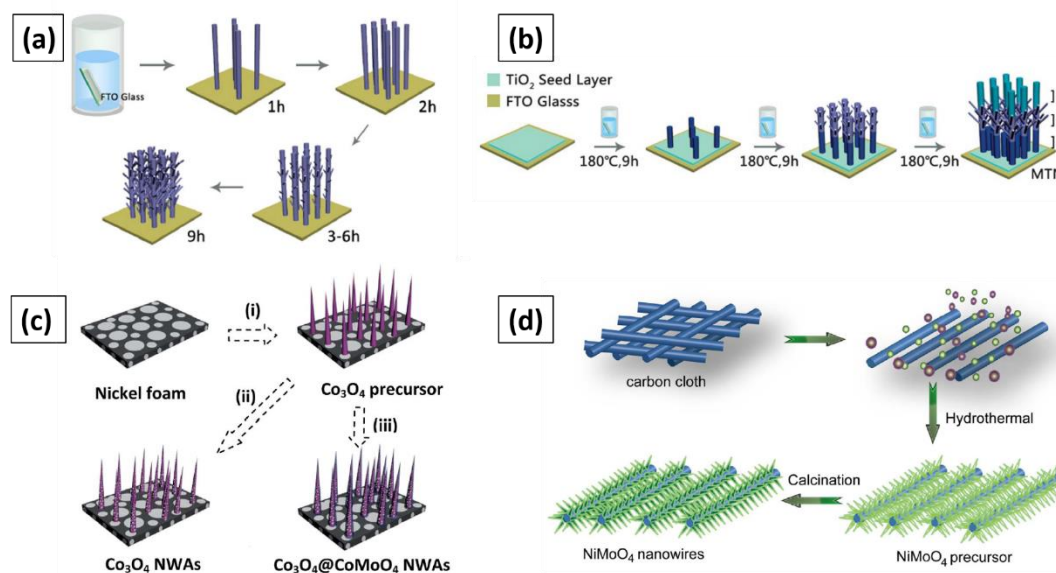 (a)
FTO Glass
1h
2h
9h
3-6h
(b)
TiO₂ Seed Layer
FTO Glasss
180℃,9h
180℃,9h
180℃,9h
(c)
(i)
Nickel foam
Co₃O₄ precursor
(ii)
(iii)
Co₃O₄ NWAs
Co₃O₄@CoMoO₄ NWAs
(d)
carbon cloth
Hydrothermal
Calcination
NiMoO₄ nanowires
NiMoO₄ precursor